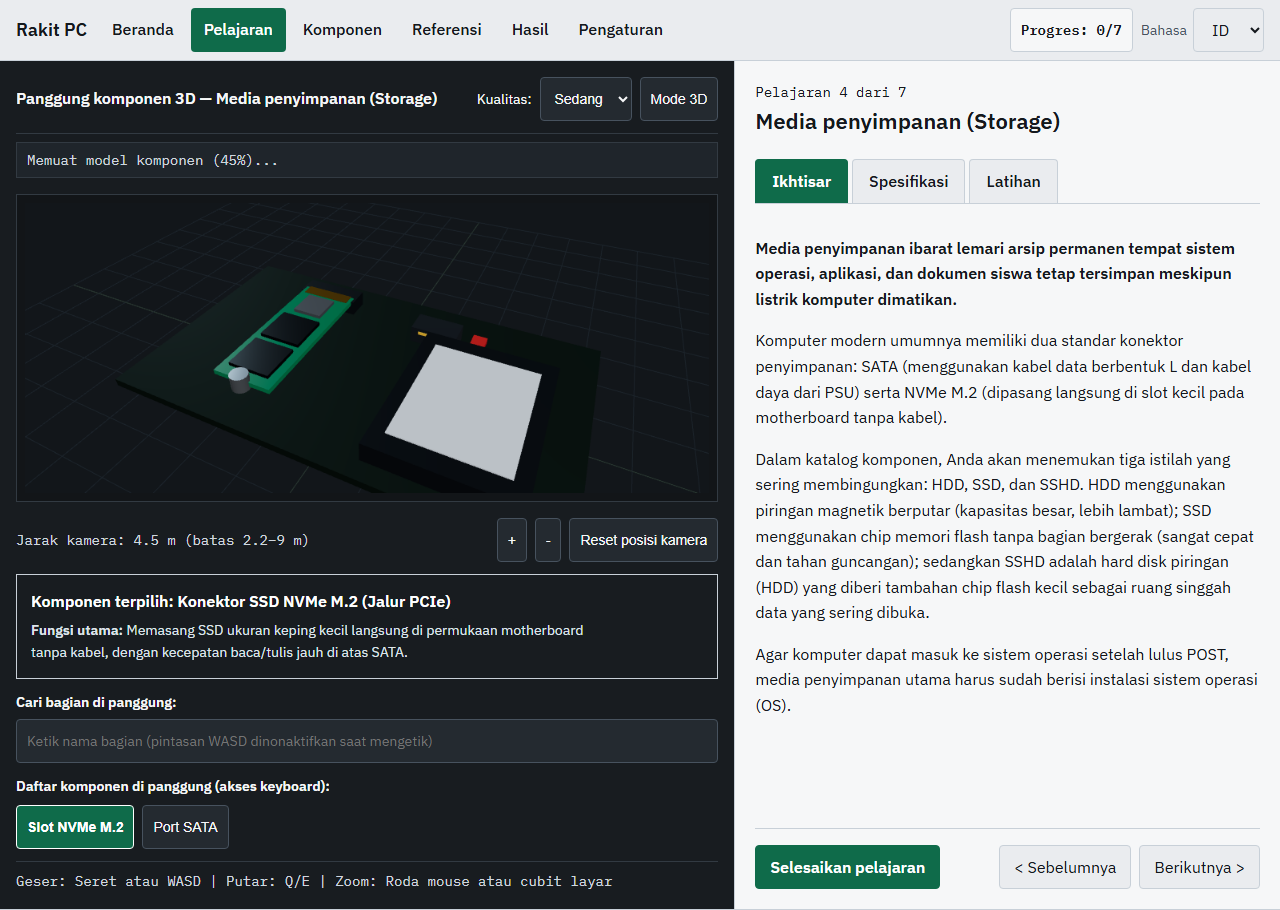 Rakit PC
Beranda
Pelajaran
Komponen
Referensi
Hasil
Pengaturan
Progres: 0/7
Bahasa
ID
Panggung komponen 3D — Media penyimpanan (Storage)
Kualitas:
Sedang
Mode 3D
Memuat model komponen (45%)...
Jarak kamera: 4.5 m (batas 2.2–9 m)
+
-
Reset posisi kamera
Komponen terpilih: Konektor SSD NVMe M.2 (Jalur PCIe)
Fungsi utama: Memasang SSD ukuran keping kecil langsung di permukaan motherboard
tanpa kabel, dengan kecepatan baca/tulis jauh di atas SATA.
Cari bagian di panggung:
Ketik nama bagian (pintasan WASD dinonaktifkan saat mengetik)
Daftar komponen di panggung (akses keyboard):
Slot NVMe M.2
Port SATA
Geser: Seret atau WASD | Putar: Q/E | Zoom: Roda mouse atau cubit layar
Pelajaran 4 dari 7
Media penyimpanan (Storage)
Ikhtisar
Spesifikasi
Latihan
Media penyimpanan ibarat lemari arsip permanen tempat sistem
operasi, aplikasi, dan dokumen siswa tetap tersimpan meskipun
listrik komputer dimatikan.
Komputer modern umumnya memiliki dua standar konektor
penyimpanan: SATA (menggunakan kabel data berbentuk L dan kabel
daya dari PSU) serta NVMe M.2 (dipasang langsung di slot kecil pada
motherboard tanpa kabel).
Dalam katalog komponen, Anda akan menemukan tiga istilah yang
sering membingungkan: HDD, SSD, dan SSHD. HDD menggunakan
piringan magnetik berputar (kapasitas besar, lebih lambat); SSD
menggunakan chip memori flash tanpa bagian bergerak (sangat cepat
dan tahan guncangan); sedangkan SSHD adalah hard disk piringan
(HDD) yang diberi tambahan chip flash kecil sebagai ruang singgah
data yang sering dibuka.
Agar komputer dapat masuk ke sistem operasi setelah lulus POST,
media penyimpanan utama harus sudah berisi instalasi sistem operasi
(OS).
Selesaikan pelajaran
< Sebelumnya
Berikutnya >